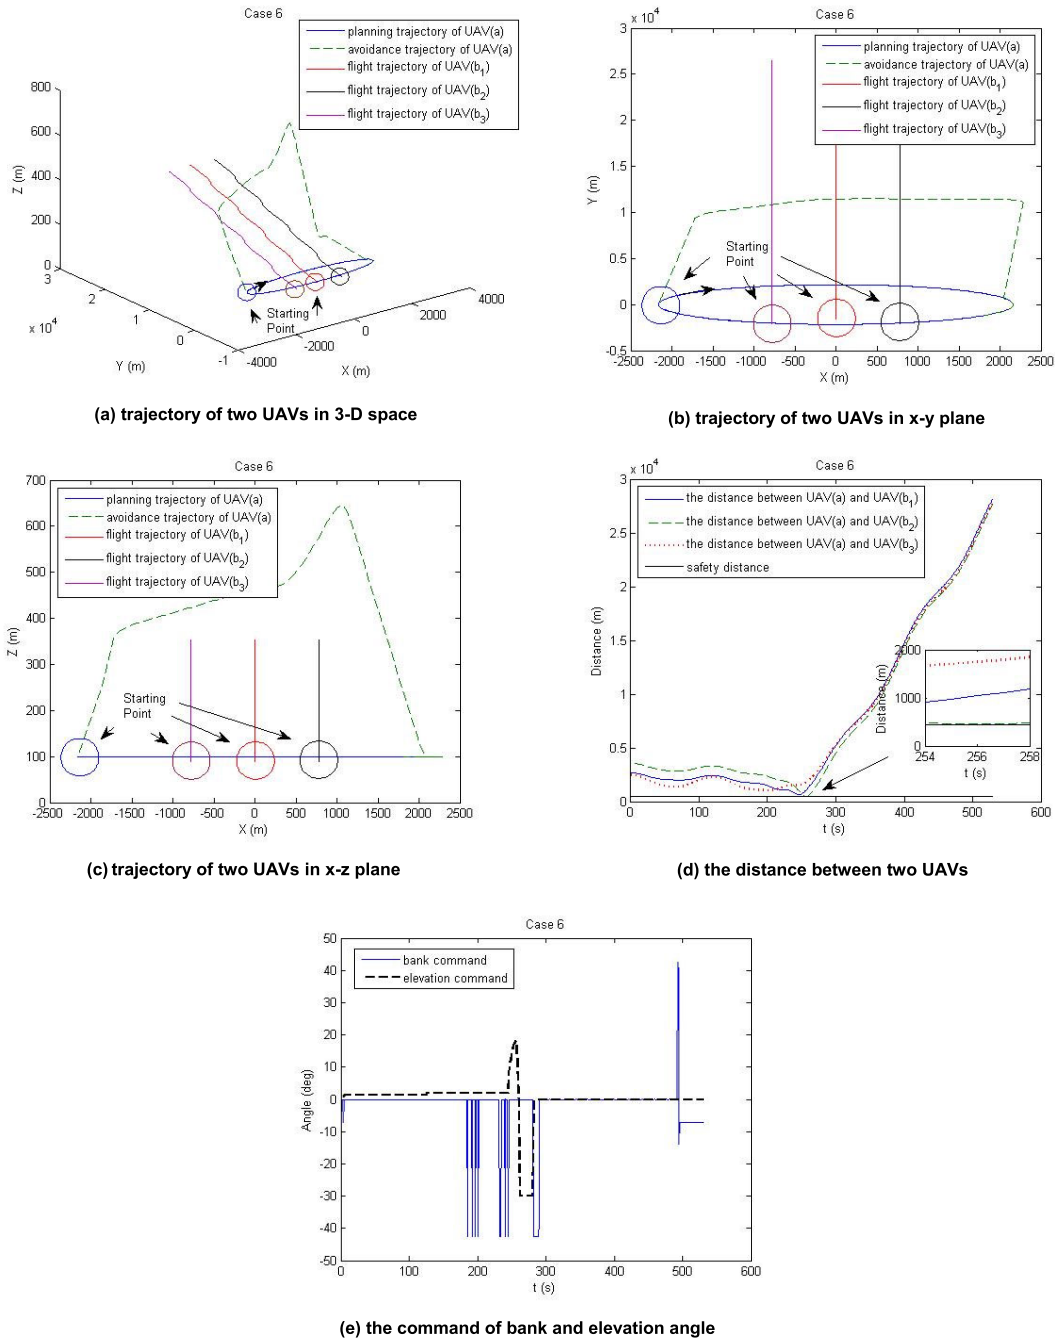 Case 6
planning trajectory of UAV(a)
avoidance trajectory of UAV(a)
flight trajectory of UAV(b1)
flight trajectory of UAV(b2)
flight trajectory of UAV(b3)
800
600
400
200
0
Z (m)
3
2
1
0
-1
x 10^4
Y (m)
-4000
-2000
0
2000
4000
X (m)
Starting
Point
(a) trajectory of two UAVs in 3-D space
Case 6
x 10^4
planning trajectory of UAV(a)
avoidance trajectory of UAV(a)
flight trajectory of UAV(b1)
flight trajectory of UAV(b2)
flight trajectory of UAV(b3)
3
2.5
2
1.5
1
0.5
0
-0.5
Y (m)
Starting
Point
-2500 -2000 -1500 -1000 -500 0 500 1000 1500 2000 2500
X (m)
(b) trajectory of two UAVs in x-y plane
Case 6
planning trajectory of UAV(a)
avoidance trajectory of UAV(a)
flight trajectory of UAV(b1)
flight trajectory of UAV(b2)
flight trajectory of UAV(b3)
700
600
500
400
300
200
100
0
Z (m)
Starting
Point
-2500 -2000 -1500 -1000 -500 0 500 1000 1500 2000 2500
X (m)
(c) trajectory of two UAVs in x-z plane
Case 6
x 10^4
the distance between UAV(a) and UAV(b1)
the distance between UAV(a) and UAV(b2)
the distance between UAV(a) and UAV(b3)
safety distance
3
2.5
2
1.5
1
0.5
0
Distance (m)
2000
1000
0
Distance (m)
254 256 258
t (s)
0 100 200 300 400 500 600
t (s)
(d) the distance between two UAVs
Case 6
bank command
elevation command
50
40
30
20
10
0
-10
-20
-30
-40
-50
Angle (deg)
0 100 200 300 400 500 600
t (s)
(e) the command of bank and elevation angle